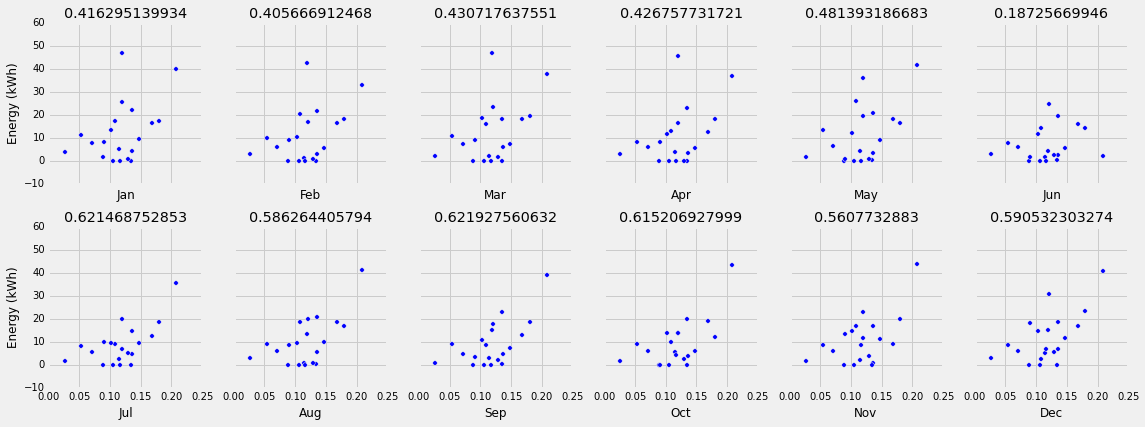 0.416295139934 0.405666912468 0.430717637551 0.426757731721 0.481393186683 0.18725669946
60
50
40
30
20
10
0
−10
Energy (kWh)
Jan Feb Mar Apr May Jun
0.621468752853 0.586264405794 0.621927560632 0.615206927999 0.5607732883 0.590532303274
60
50
40
30
20
10
0
−10
Energy (kWh)
0.00 0.05 0.10 0.15 0.20 0.25 0.00 0.05 0.10 0.15 0.20 0.25 0.00 0.05 0.10 0.15 0.20 0.25 0.00 0.05 0.10 0.15 0.20 0.25 0.00 0.05 0.10 0.15 0.20 0.25 0.00 0.05 0.10 0.15 0.20 0.25
Jul Aug Sep Oct Nov Dec